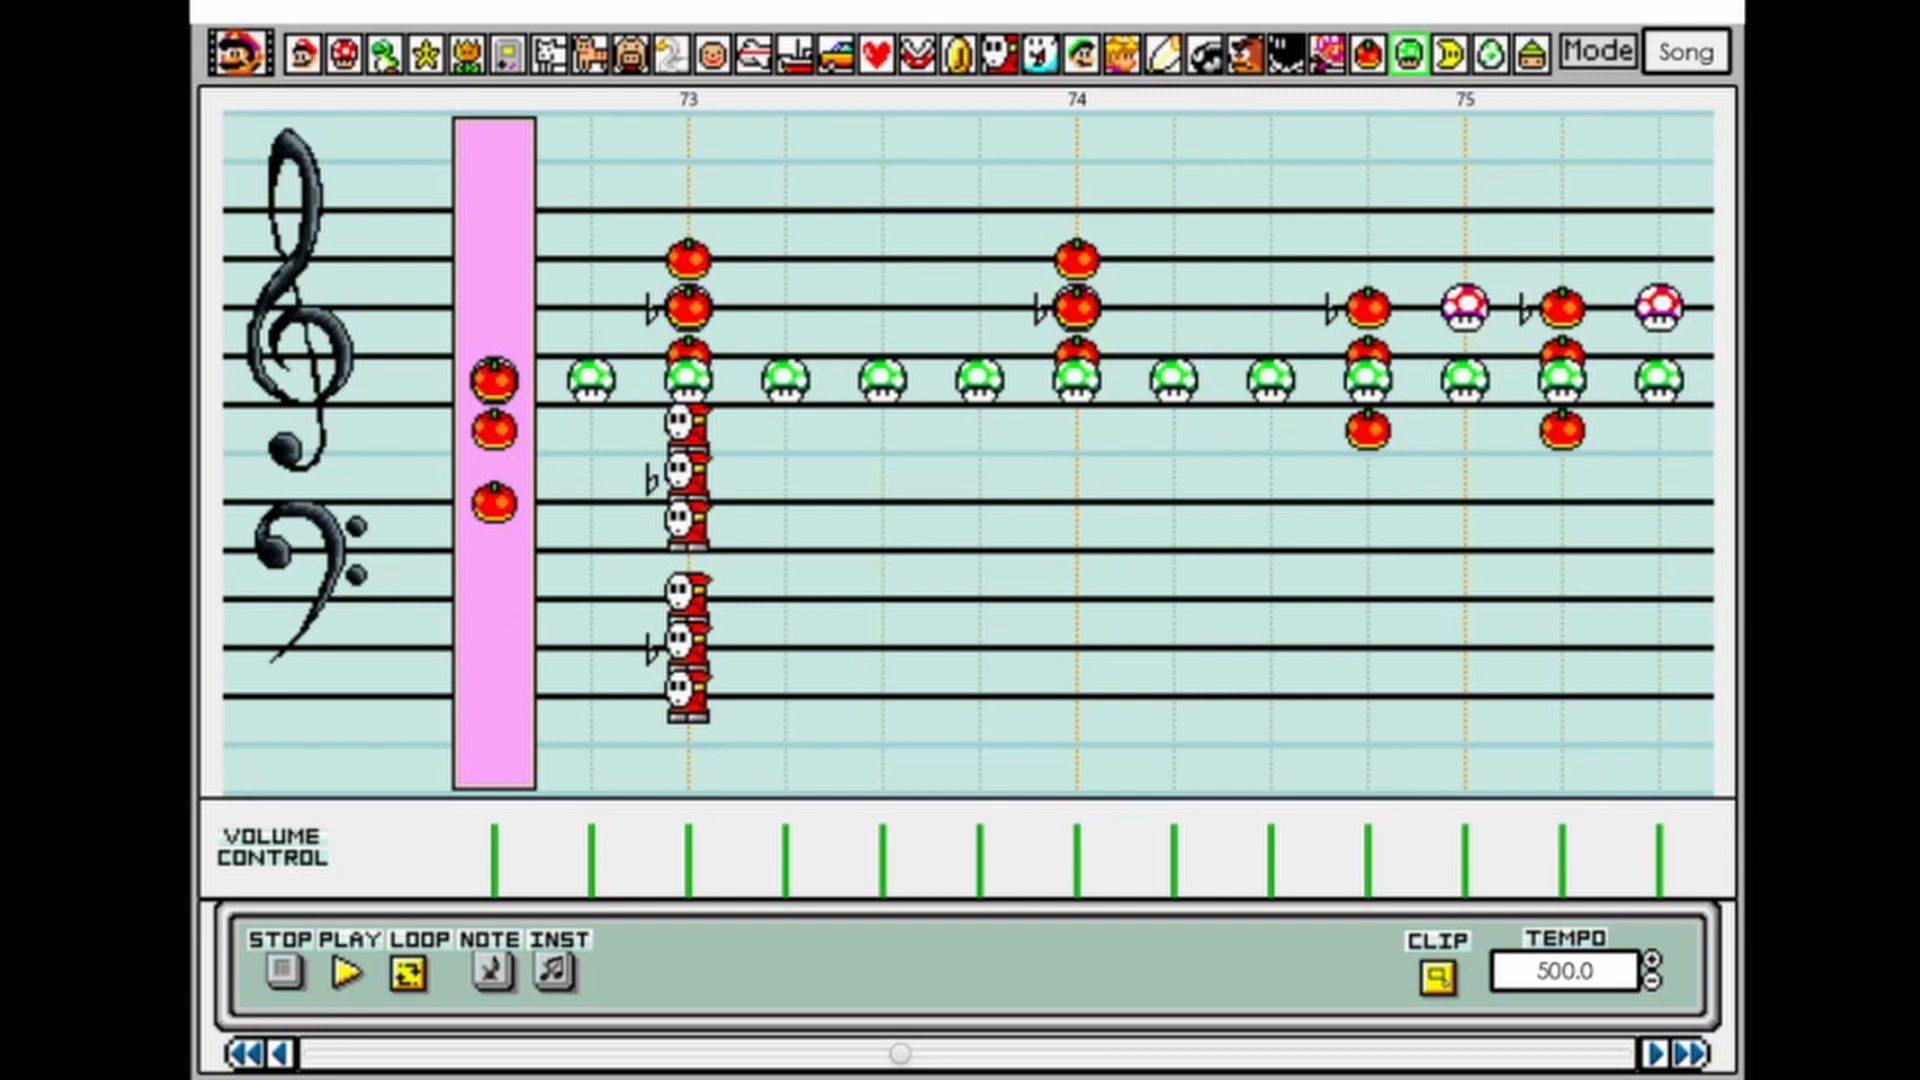 Mode Song
73 74 75
VOLUME
CONTROL
STOP PLAY LOOP NOTE INST CLIP TEMPO
500.0